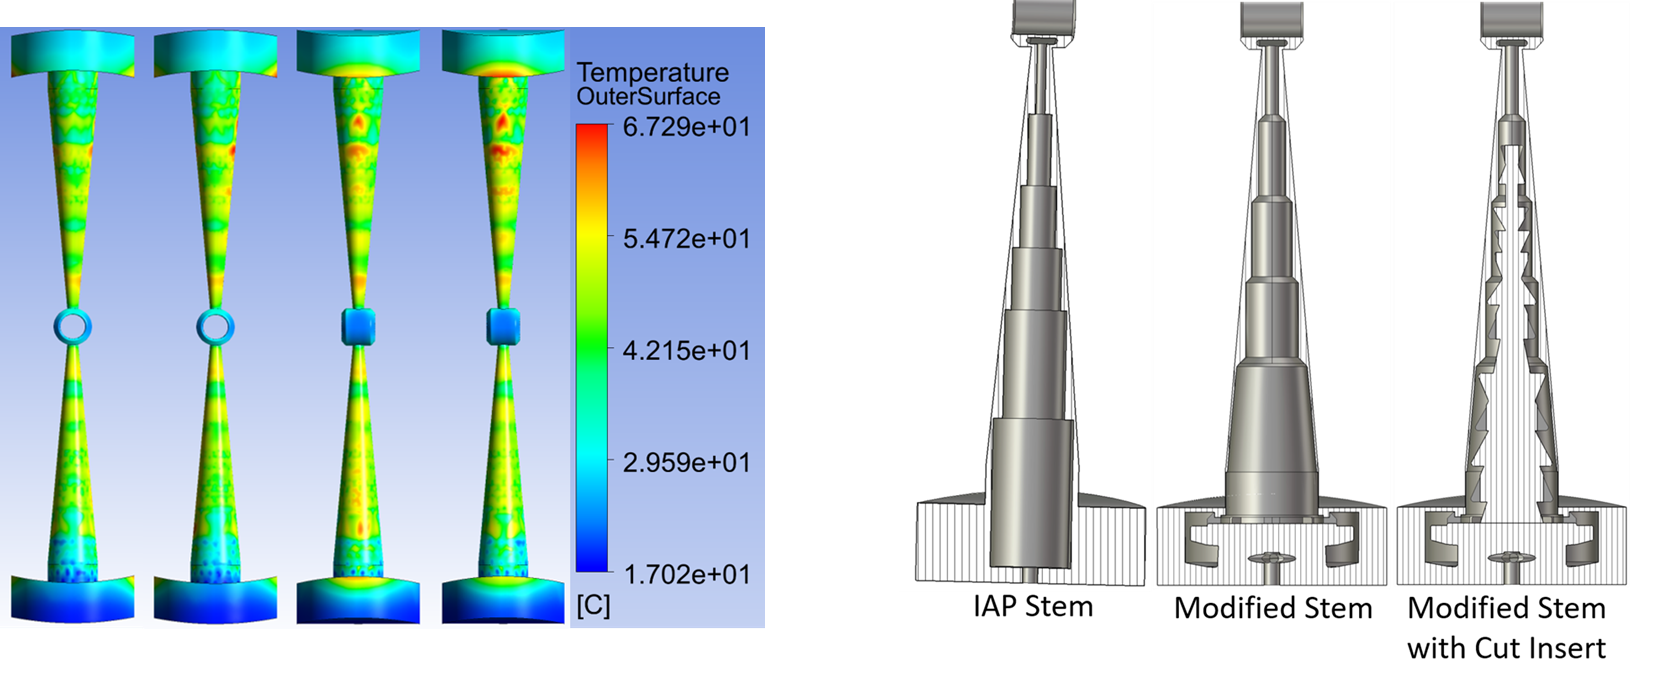 Temperature
OuterSurface
6.729e+01
5.472e+01
4.215e+01
2.959e+01
1.702e+01
[C]
IAP Stem
Modified Stem
Modified Stem
with Cut Insert